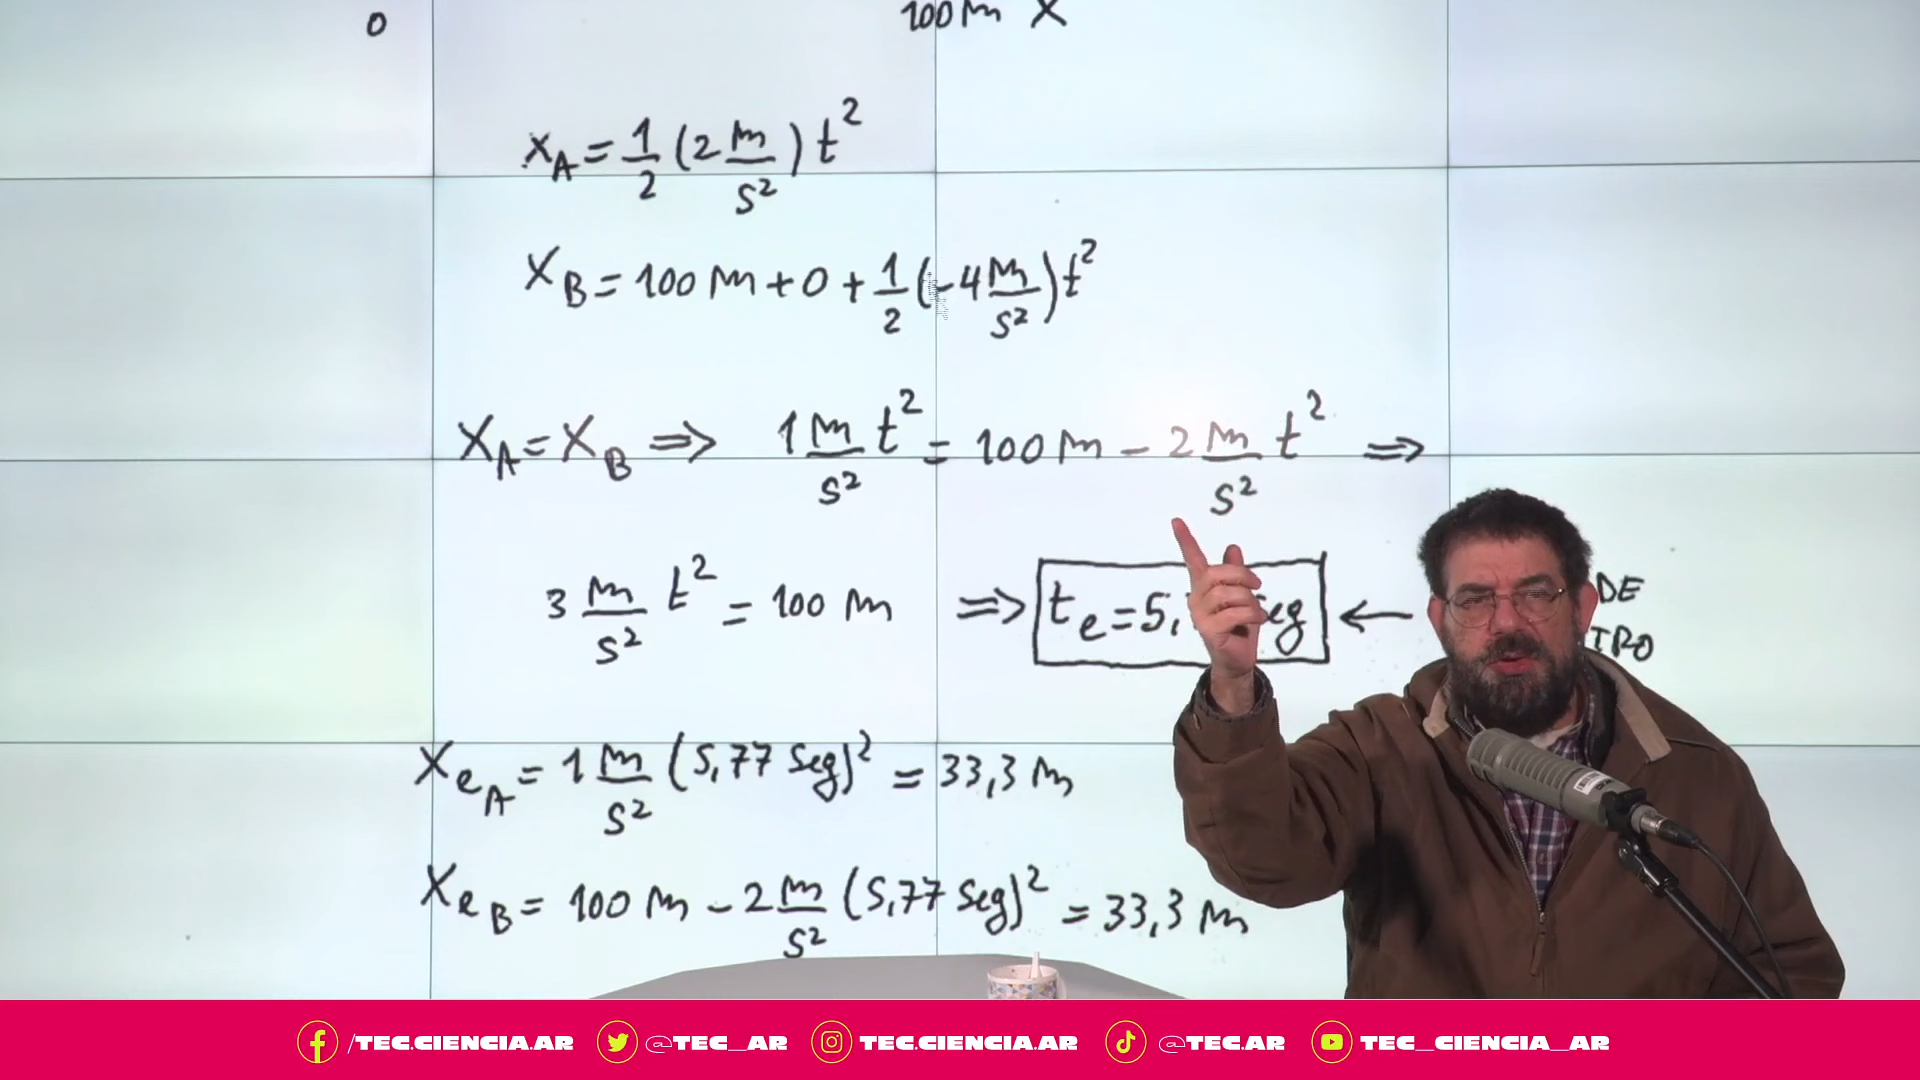 0 100 m X
x_A = 1/2 (2 m/s²) t²
X_B = 100 m + 0 + 1/2 (-4 m/s²) t²
X_A = X_B ⇒ 1 m/s² t² = 100 m - 2 m/s² t² ⇒
3 m/s² t² = 100 m ⇒ t_e = 5, eg ← DE
TRO
X_eA = 1 m/s² (5,77 Seg)² = 33,3 m
X_eB = 100 m - 2 m/s² (5,77 Seg)² = 33,3 m
/TEC.CIENCIA.AR @TEC_AR TEC.CIENCIA.AR @TEC.AR TEC_CIENCIA_AR